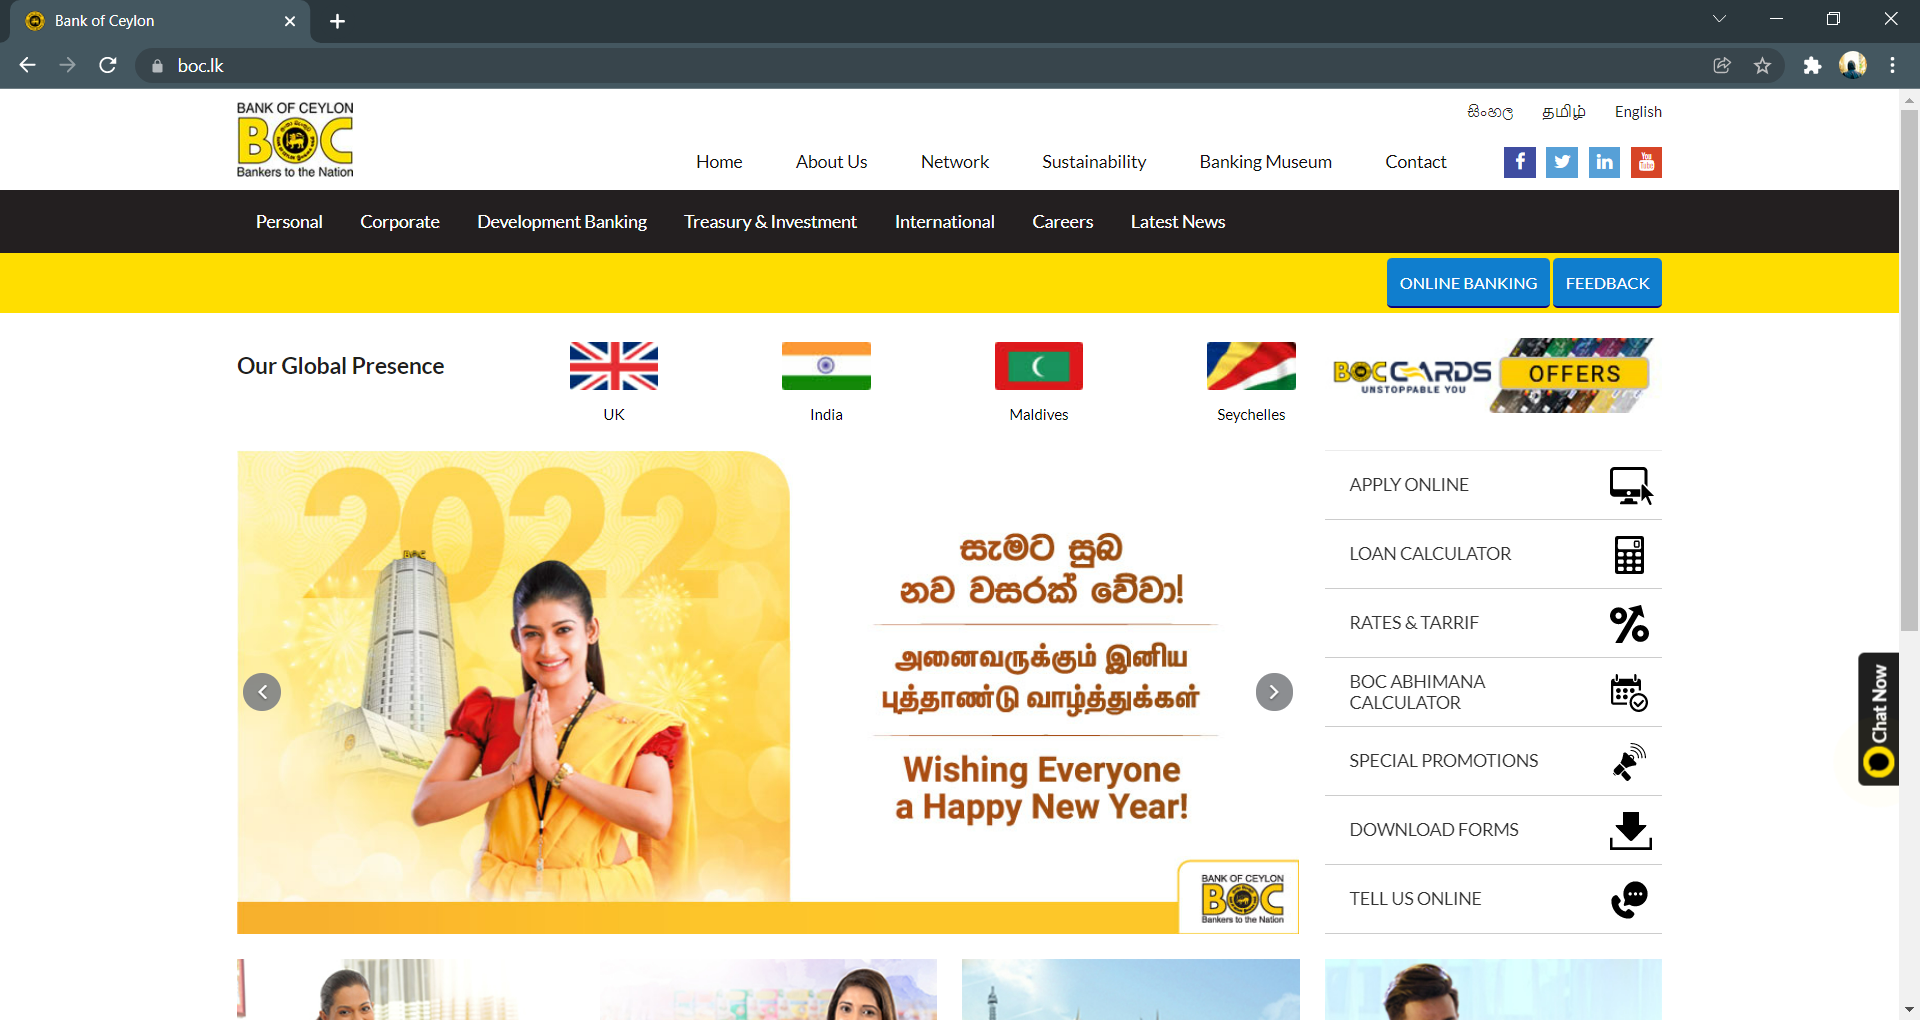 Bank of Ceylon
boc.lk
BANK OF CEYLON
BOC
Bankers to the Nation
සිංහල தமிழ் English
Home About Us Network Sustainability Banking Museum Contact
You Tube
Personal Corporate Development Banking Treasury & Investment International Careers Latest News
ONLINE BANKING FEEDBACK
Our Global Presence
UK India Maldives Seychelles
BOC CARDS
UNSTOPPABLE YOU
OFFERS
2022
BOC
සැමට සුබ
නව වසරක් වේවා!
அனைவருக்கும் இனிய
புத்தாண்டு வாழ்த்துக்கள்
Wishing Everyone
a Happy New Year!
BANK OF CEYLON
BOC
Bankers to the Nation
APPLY ONLINE
LOAN CALCULATOR
RATES & TARRIF
BOC ABHIMANA
CALCULATOR
SPECIAL PROMOTIONS
DOWNLOAD FORMS
TELL US ONLINE
Chat Now